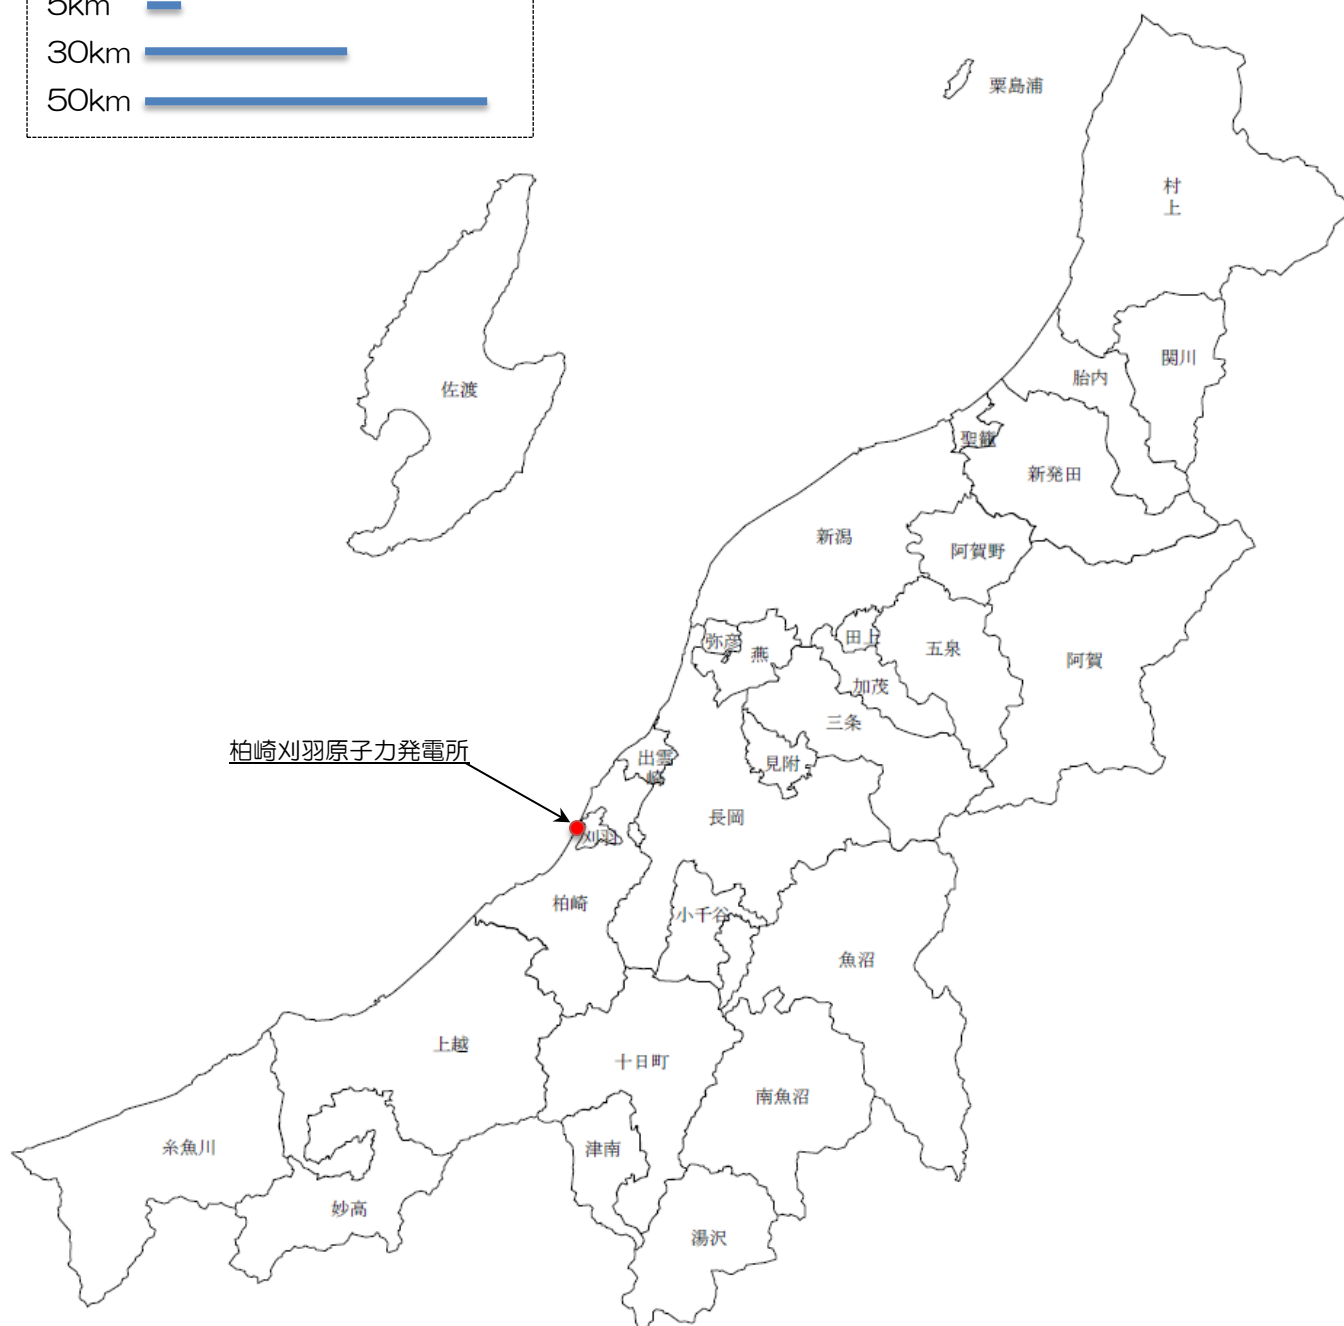 5km
30km
50km
粟島浦
村
上
関川
胎内
佐渡
聖籠
新発田
新潟
阿賀野
弥彦
燕
田上
五泉
阿賀
加茂
三条
柏崎刈羽原子力発電所
出雲
崎
見附
長岡
刈羽
柏崎
小千谷
魚沼
上越
十日町
南魚沼
糸魚川
津南
妙高
湯沢